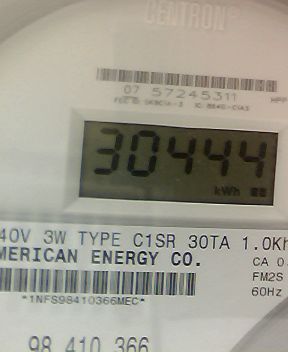 CENTRON®
07 57245311
30444
kWh
40V 3W TYPE C1SR 30TA 1.0Kh
MERICAN ENERGY CO.
CA 0.
FM2S
60Hz
*1NFS98410366MEC*
98 410 366